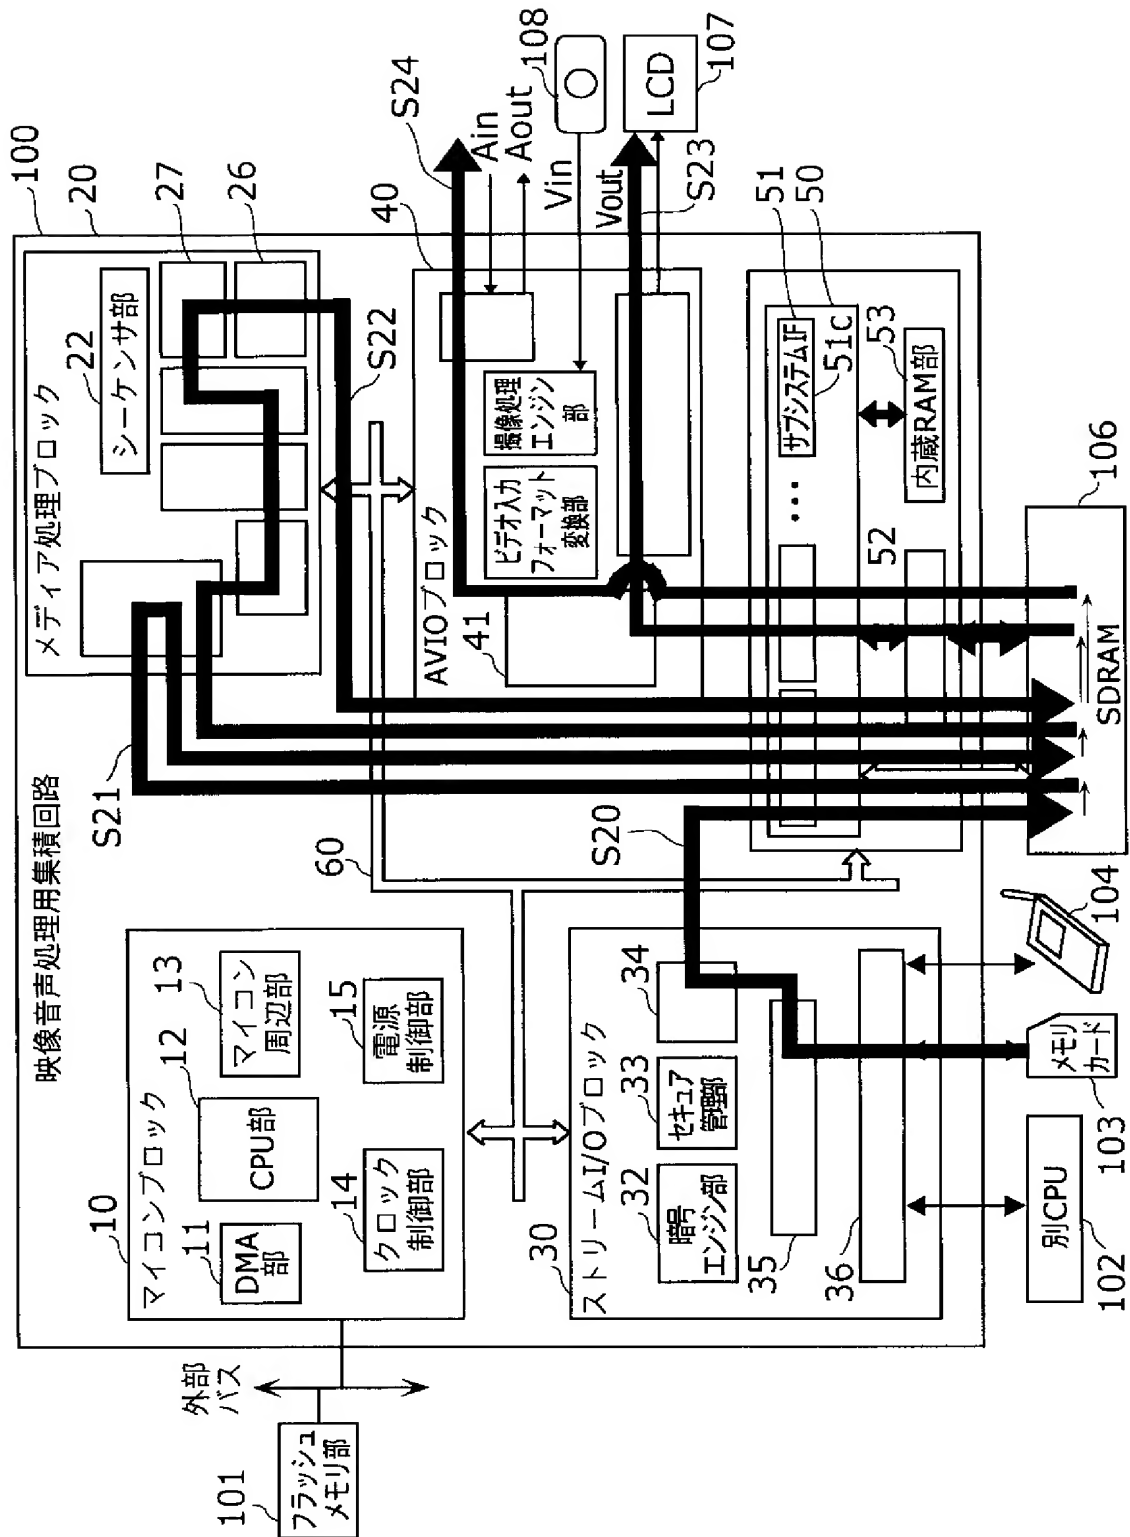 映像音声処理用集積回路
100
20
メディア処理ブロック
22
シーケンサ部
27
26
S21
S22
マイコンブロック
10
11
DMA部
12
CPU部
13
マイコン
周辺部
14
クロック
制御部
15
電源
制御部
外部
バス
101
フラッシュ
メモリ部
60
AVIOブロック
40
41
ビデオ入力
フォーマット
変換部
撮像処理
エンジン
部
S24
Ain
Aout
Vin
108
Vout
LCD
107
S23
ストリームI/Oブロック
30
32
暗号
エンジン部
33
セキュア
管理部
34
35
36
S20
サブシステムIF
51
50
51c
...
52
53
内蔵RAM部
SDRAM
106
別CPU
102
メモリ
カード
103
104